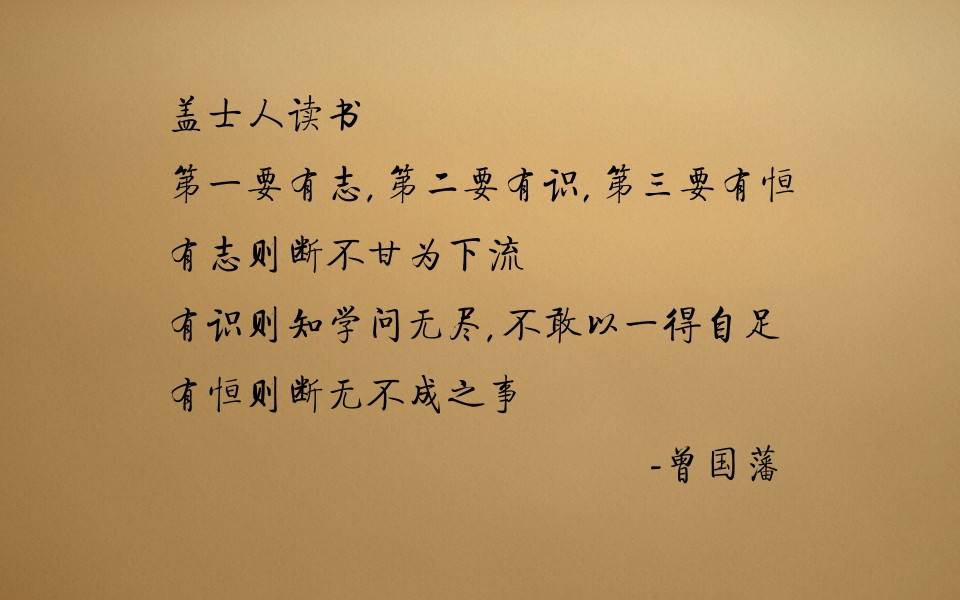 盖士人读书
第一要有志,第二要有识,第三要有恒
有志则断不甘为下流
有识则知学问无尽,不敢以一得自足
有恒则断无不成之事
-曾国藩